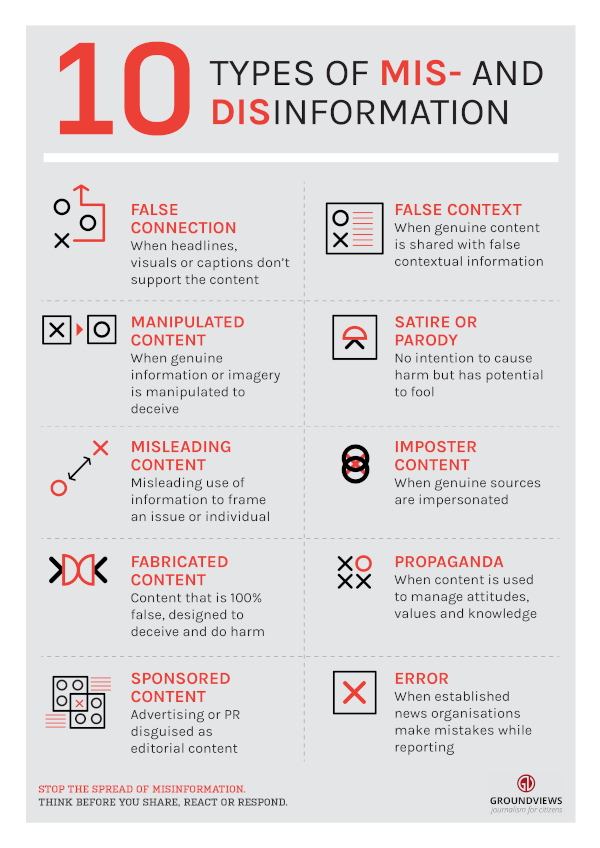 10
TYPES OF MIS- AND
DISINFORMATION
FALSE
CONNECTION
When headlines,
visuals or captions don't
support the content
FALSE CONTEXT
When genuine content
is shared with false
contextual information
MANIPULATED
CONTENT
When genuine
information or imagery
is manipulated to
deceive
SATIRE OR
PARODY
No intention to cause
harm but has potential
to fool
MISLEADING
CONTENT
Misleading use of
information to frame
an issue or individual
IMPOSTER
CONTENT
When genuine sources
are impersonated
FABRICATED
CONTENT
Content that is 100%
false, designed to
deceive and do harm
PROPAGANDA
When content is used
to manage attitudes,
values and knowledge
SPONSORED
CONTENT
Advertising or PR
disguised as
editorial content
ERROR
When established
news organisations
make mistakes while
reporting
STOP THE SPREAD OF MISINFORMATION.
THINK BEFORE YOU SHARE, REACT OR RESPOND.
GROUNDVIEWS
journalism for citizens